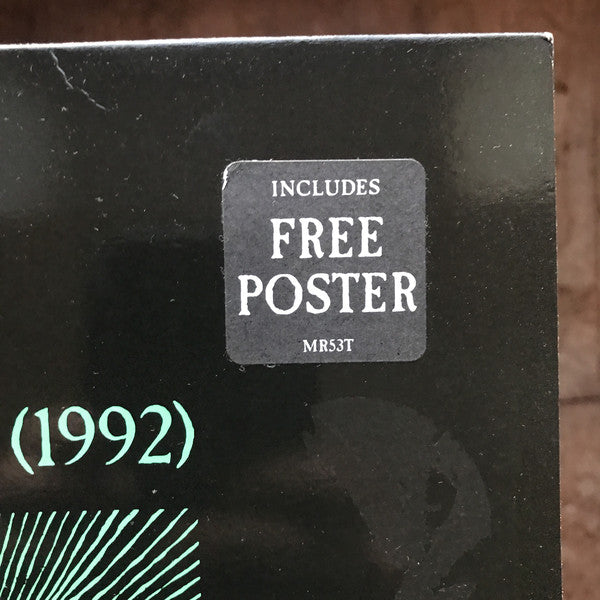 INCLUDES
FREE
POSTER
MR53T
(1992)